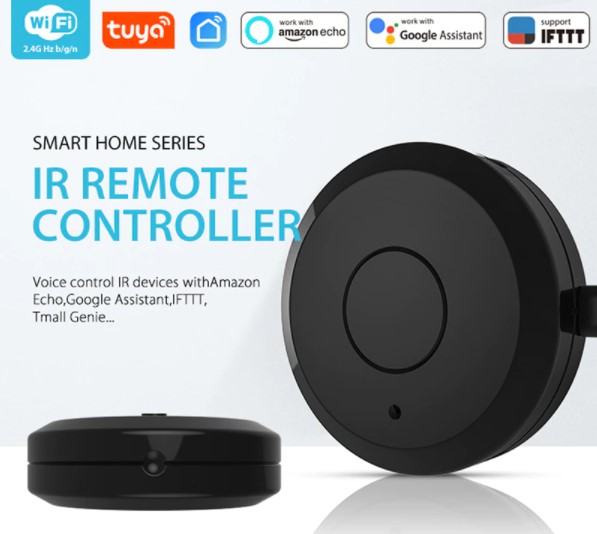 WiFi
2.4G Hz b/g/n
tuya
work with
amazon echo
work with
Google Assistant
support
IFTTT
SMART HOME SERIES
IR REMOTE
CONTROLLER
Voice control IR devices withAmazon
Echo,Google Assistant,IFTTT,
Tmall Genie...